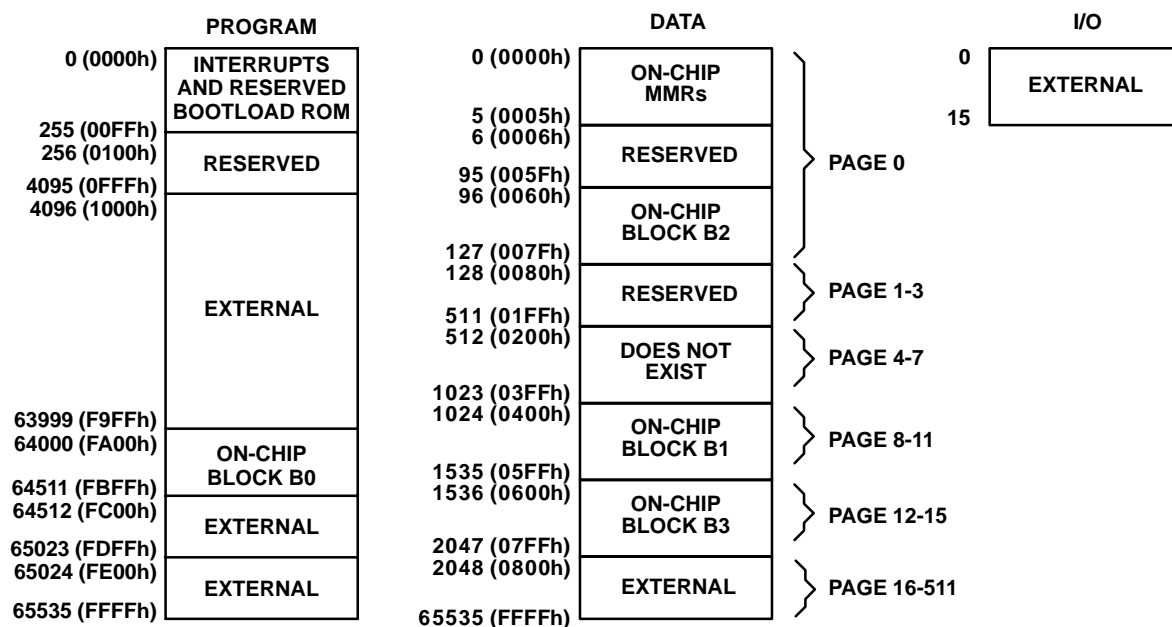 PROGRAM
0 (0000h)
INTERRUPTS
AND RESERVED
BOOTLOAD ROM
255 (00FFh)
256 (0100h)
RESERVED
4095 (0FFFh)
4096 (1000h)
EXTERNAL
63999 (F9FFh)
64000 (FA00h)
ON-CHIP
BLOCK B0
64511 (FBFFh)
64512 (FC00h)
EXTERNAL
65023 (FDFFh)
65024 (FE00h)
EXTERNAL
65535 (FFFFh)
DATA
0 (0000h)
ON-CHIP
MMRs
5 (0005h)
6 (0006h)
RESERVED
95 (005Fh)
96 (0060h)
ON-CHIP
BLOCK B2
127 (007Fh)
PAGE 0
128 (0080h)
RESERVED
511 (01FFh)
PAGE 1-3
512 (0200h)
DOES NOT
EXIST
1023 (03FFh)
PAGE 4-7
1024 (0400h)
ON-CHIP
BLOCK B1
1535 (05FFh)
PAGE 8-11
1536 (0600h)
ON-CHIP
BLOCK B3
2047 (07FFh)
PAGE 12-15
2048 (0800h)
EXTERNAL
65535 (FFFFh)
PAGE 16-511
I/O
0
EXTERNAL
15